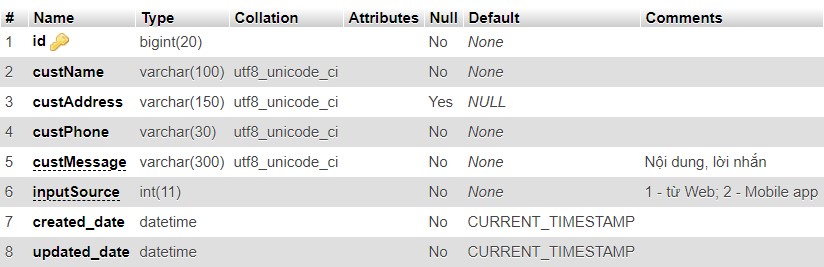 # Name Type Collation Attributes Null Default Comments
1 id bigint(20) No None
2 custName varchar(100) utf8_unicode_ci No None
3 custAddress varchar(150) utf8_unicode_ci Yes NULL
4 custPhone varchar(30) utf8_unicode_ci No None
5 custMessage varchar(300) utf8_unicode_ci No None Nội dung, lời nhắn
6 inputSource int(11) No None 1 - từ Web; 2 - Mobile app
7 created_date datetime No CURRENT_TIMESTAMP
8 updated_date datetime No CURRENT_TIMESTAMP